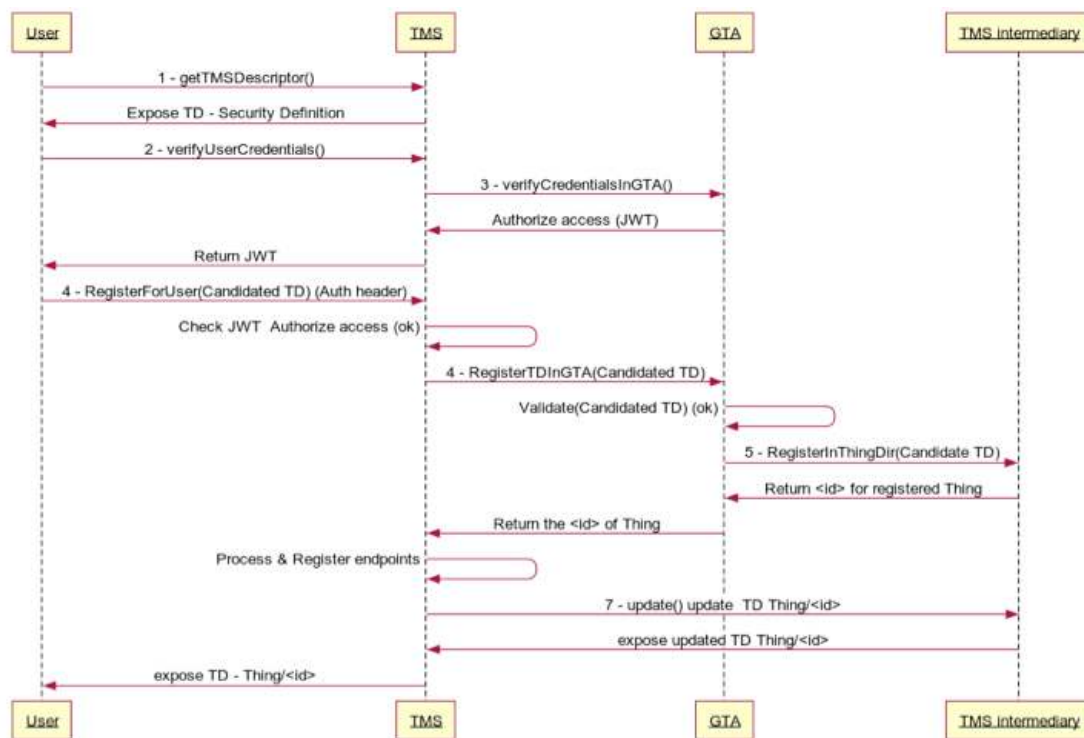 User TMS GTA TMS intermediary
1 - getTMSDescriptor()
Expose TD - Security Definition
2 - verifyUserCredentials()
3 - verifyCredentialsInGTA()
Authorize access (JWT)
Return JWT
4 - RegisterForUser(Candidated TD) (Auth header)
Check JWT  Authorize access (ok)
4 - RegisterTDInGTA(Candidated TD)
Validate(Candidated TD) (ok)
5 - RegisterInThingDir(Candidate TD)
Return <id> for registered Thing
Return the <id> of Thing
Process & Register endpoints
7 - update() update  TD Thing/<id>
expose updated TD Thing/<id>
expose TD - Thing/<id>
User TMS GTA TMS intermediary